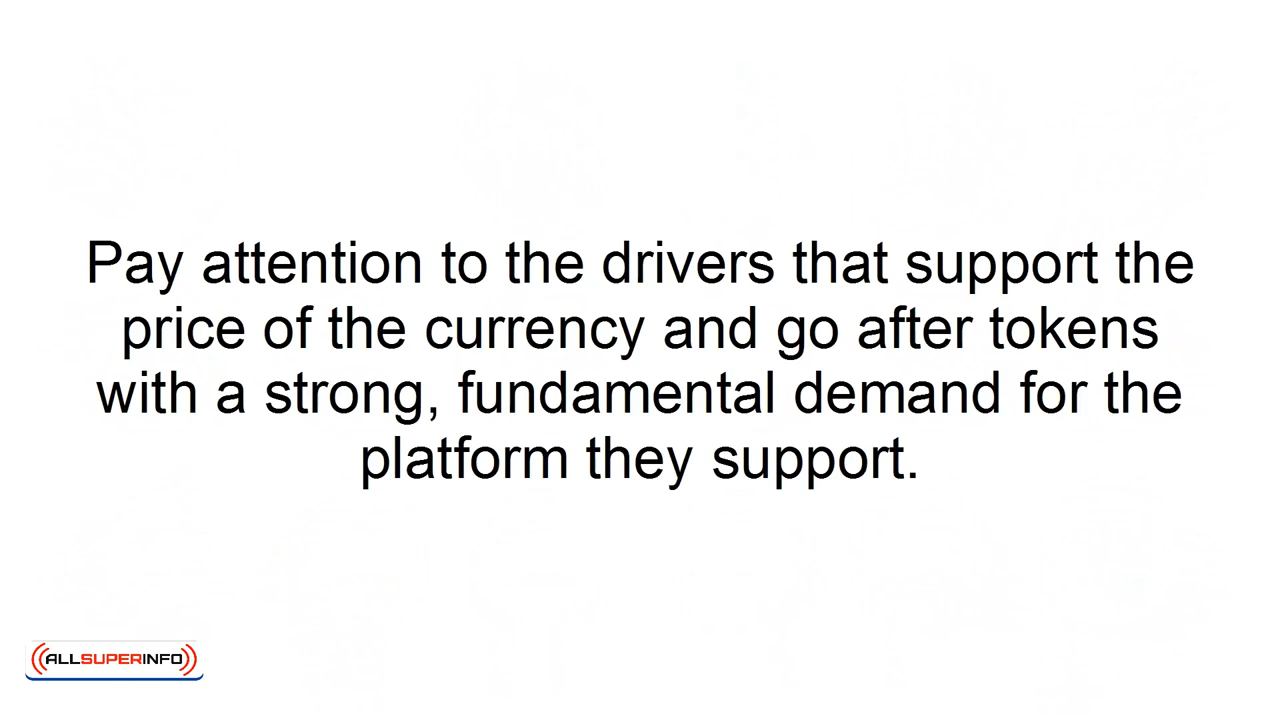 Pay attention to the drivers that support the
price of the currency and go after tokens
with a strong, fundamental demand for the
platform they support.
ALLSUPERINFO